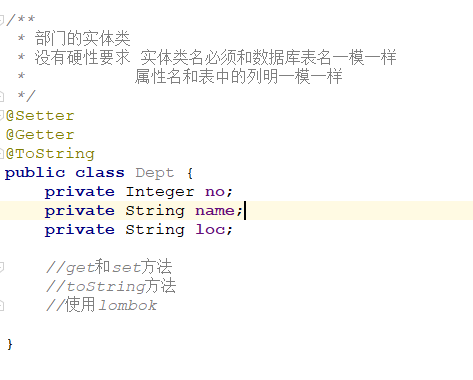 /**
 * 部门的实体类
 * 没有硬性要求 实体类名必须和数据库表名一模一样
 *            属性名和表中的列明一模一样
 */
@Setter
@Getter
@ToString
public class Dept {
    private Integer no;
    private String name;
    private String loc;
    //get和set方法
    //toString方法
    //使用lombok
}